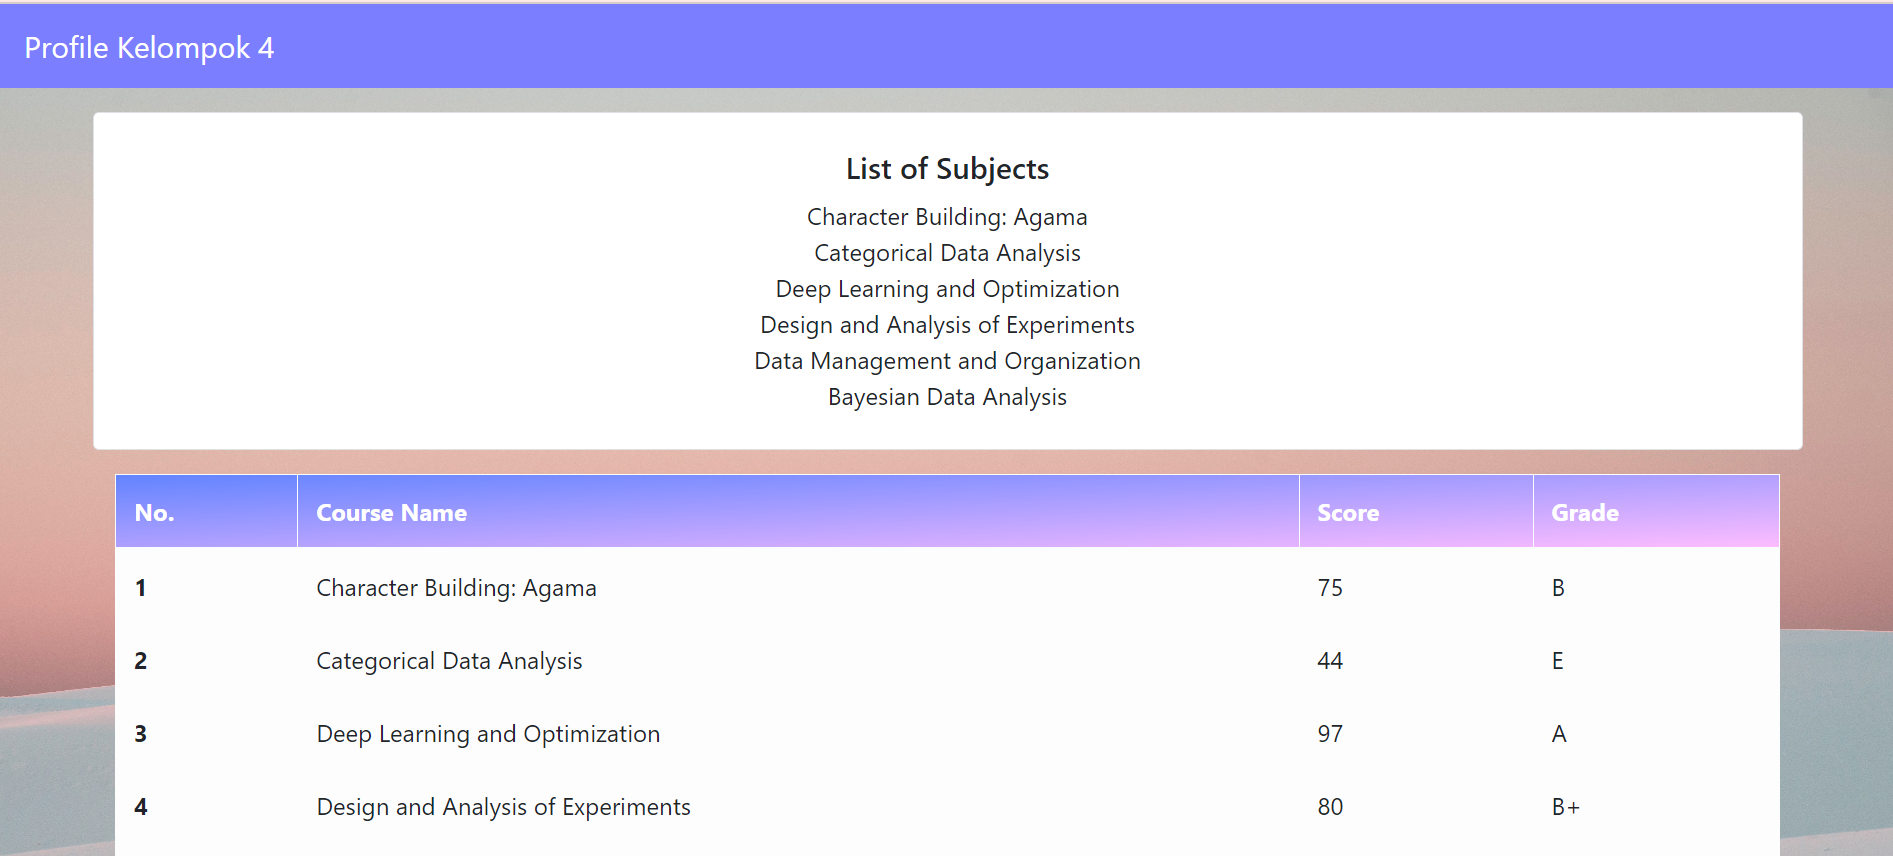 Profile Kelompok 4
List of Subjects
Character Building: Agama
Categorical Data Analysis
Deep Learning and Optimization
Design and Analysis of Experiments
Data Management and Organization
Bayesian Data Analysis
No. Course Name Score Grade
1 Character Building: Agama 75 B
2 Categorical Data Analysis 44 E
3 Deep Learning and Optimization 97 A
4 Design and Analysis of Experiments 80 B+